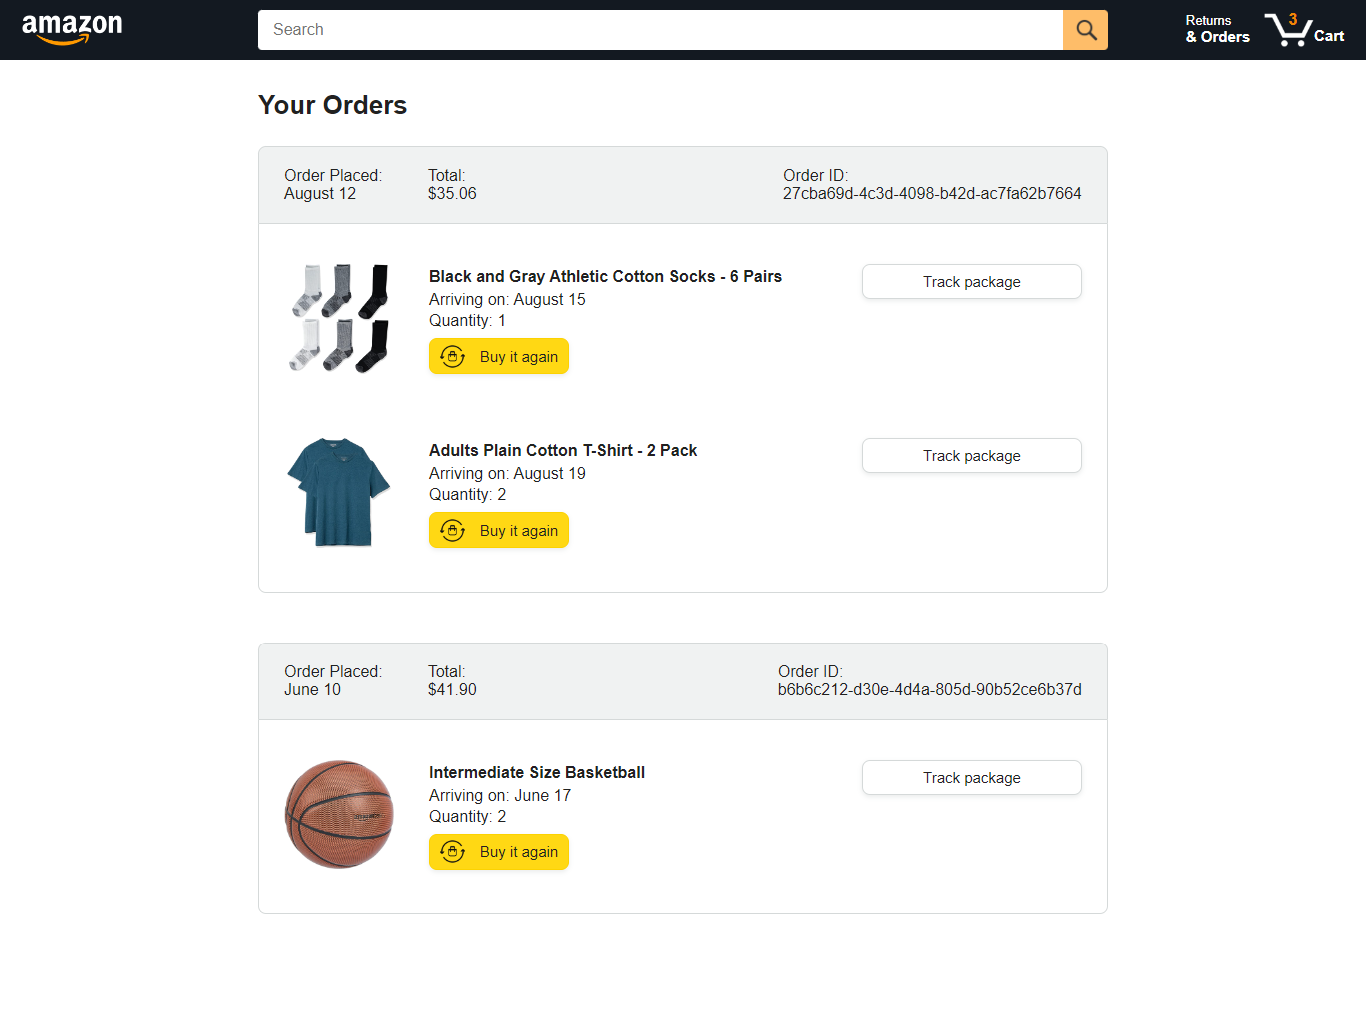 amazon
Search
Returns
& Orders
3
Cart
Your Orders
Order Placed:
August 12
Total:
$35.06
Order ID:
27cba69d-4c3d-4098-b42d-ac7fa62b7664
Black and Gray Athletic Cotton Socks - 6 Pairs
Arriving on: August 15
Quantity: 1
Buy it again
Track package
Adults Plain Cotton T-Shirt - 2 Pack
Arriving on: August 19
Quantity: 2
Buy it again
Track package
Order Placed:
June 10
Total:
$41.90
Order ID:
b6b6c212-d30e-4d4a-805d-90b52ce6b37d
Intermediate Size Basketball
Arriving on: June 17
Quantity: 2
Buy it again
Track package